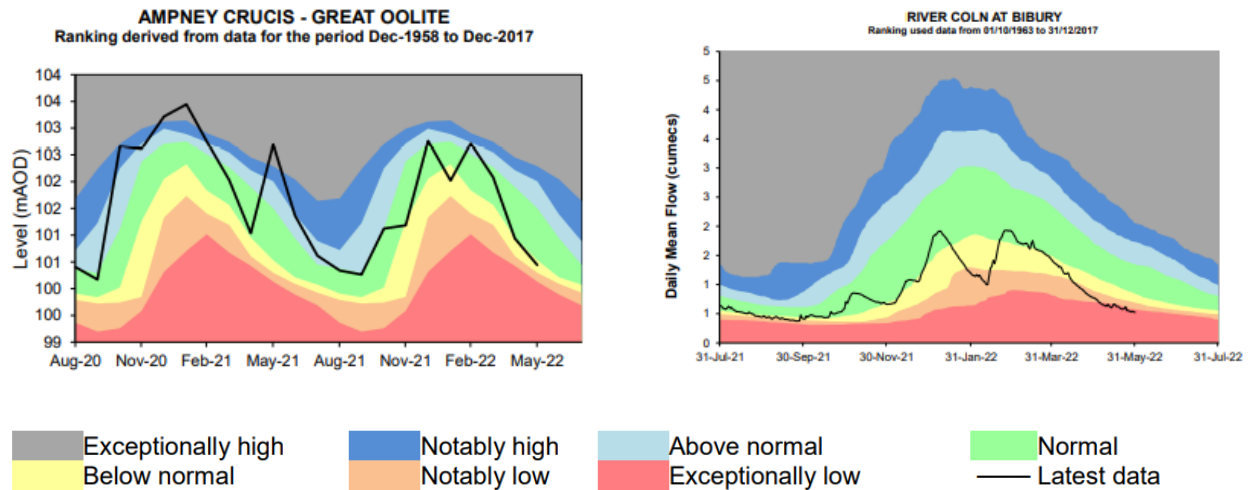 AMPNEY CRUCIS - GREAT OOLITE
Ranking derived from data for the period Dec-1958 to Dec-2017
Level (mAOD)
104
104
103
103
102
102
101
101
100
100
99
Aug-20 Nov-20 Feb-21 May-21 Aug-21 Nov-21 Feb-22 May-22
RIVER COLN AT BIBURY
Ranking used data from 01/10/1963 to 31/12/2017
Daily Mean Flow (cumecs)
5
5
4
4
3
3
2
2
1
1
0
31-Jul-21 30-Sep-21 30-Nov-21 31-Jan-22 31-Mar-22 31-May-22 31-Jul-22
Exceptionally high Notably high Above normal Normal
Below normal Notably low Exceptionally low Latest data